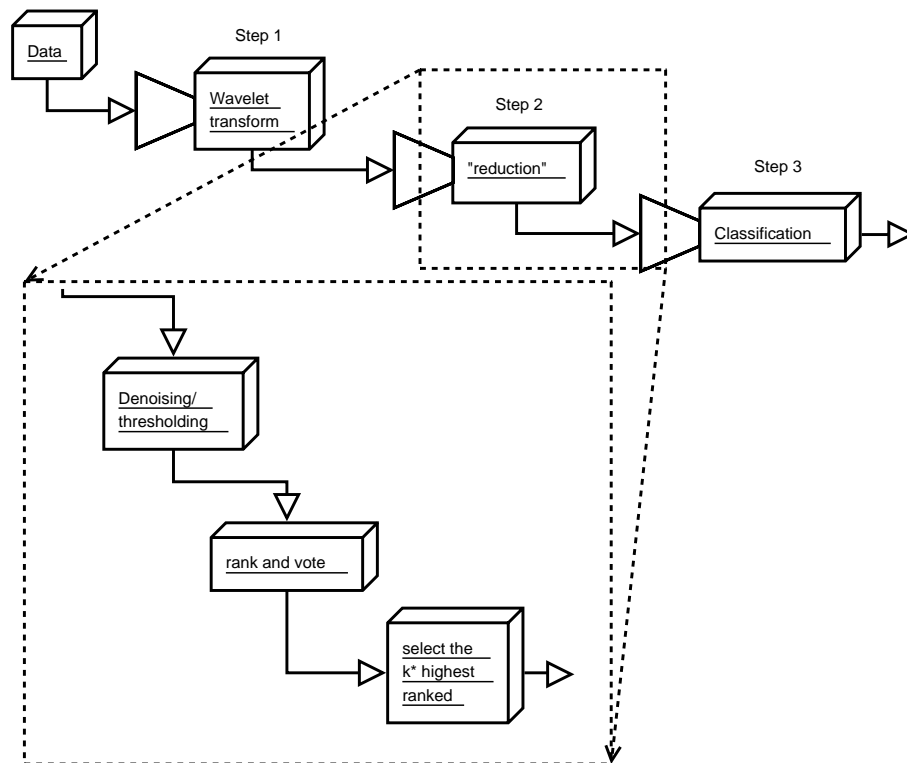 Step 1
Data
Wavelet
transform
Step 2
"reduction"
Step 3
Classification
Denoising/
thresholding
rank and vote
select the
k* highest
ranked